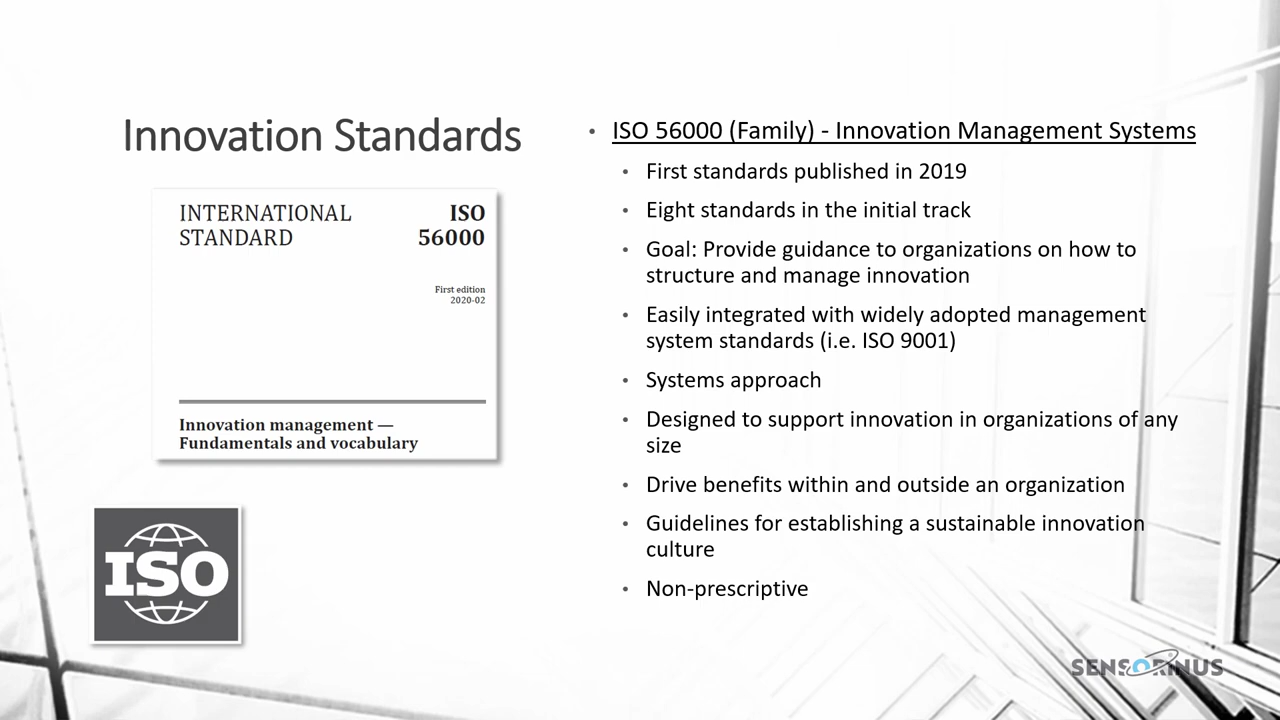 Innovation Standards
INTERNATIONAL
STANDARD
ISO
56000
First edition
2020-02
Innovation management —
Fundamentals and vocabulary
ISO
• ISO 56000 (Family) - Innovation Management Systems
• First standards published in 2019
• Eight standards in the initial track
• Goal: Provide guidance to organizations on how to
structure and manage innovation
• Easily integrated with widely adopted management
system standards (i.e. ISO 9001)
• Systems approach
• Designed to support innovation in organizations of any
size
• Drive benefits within and outside an organization
• Guidelines for establishing a sustainable innovation
culture
• Non-prescriptive
SENSORINUS